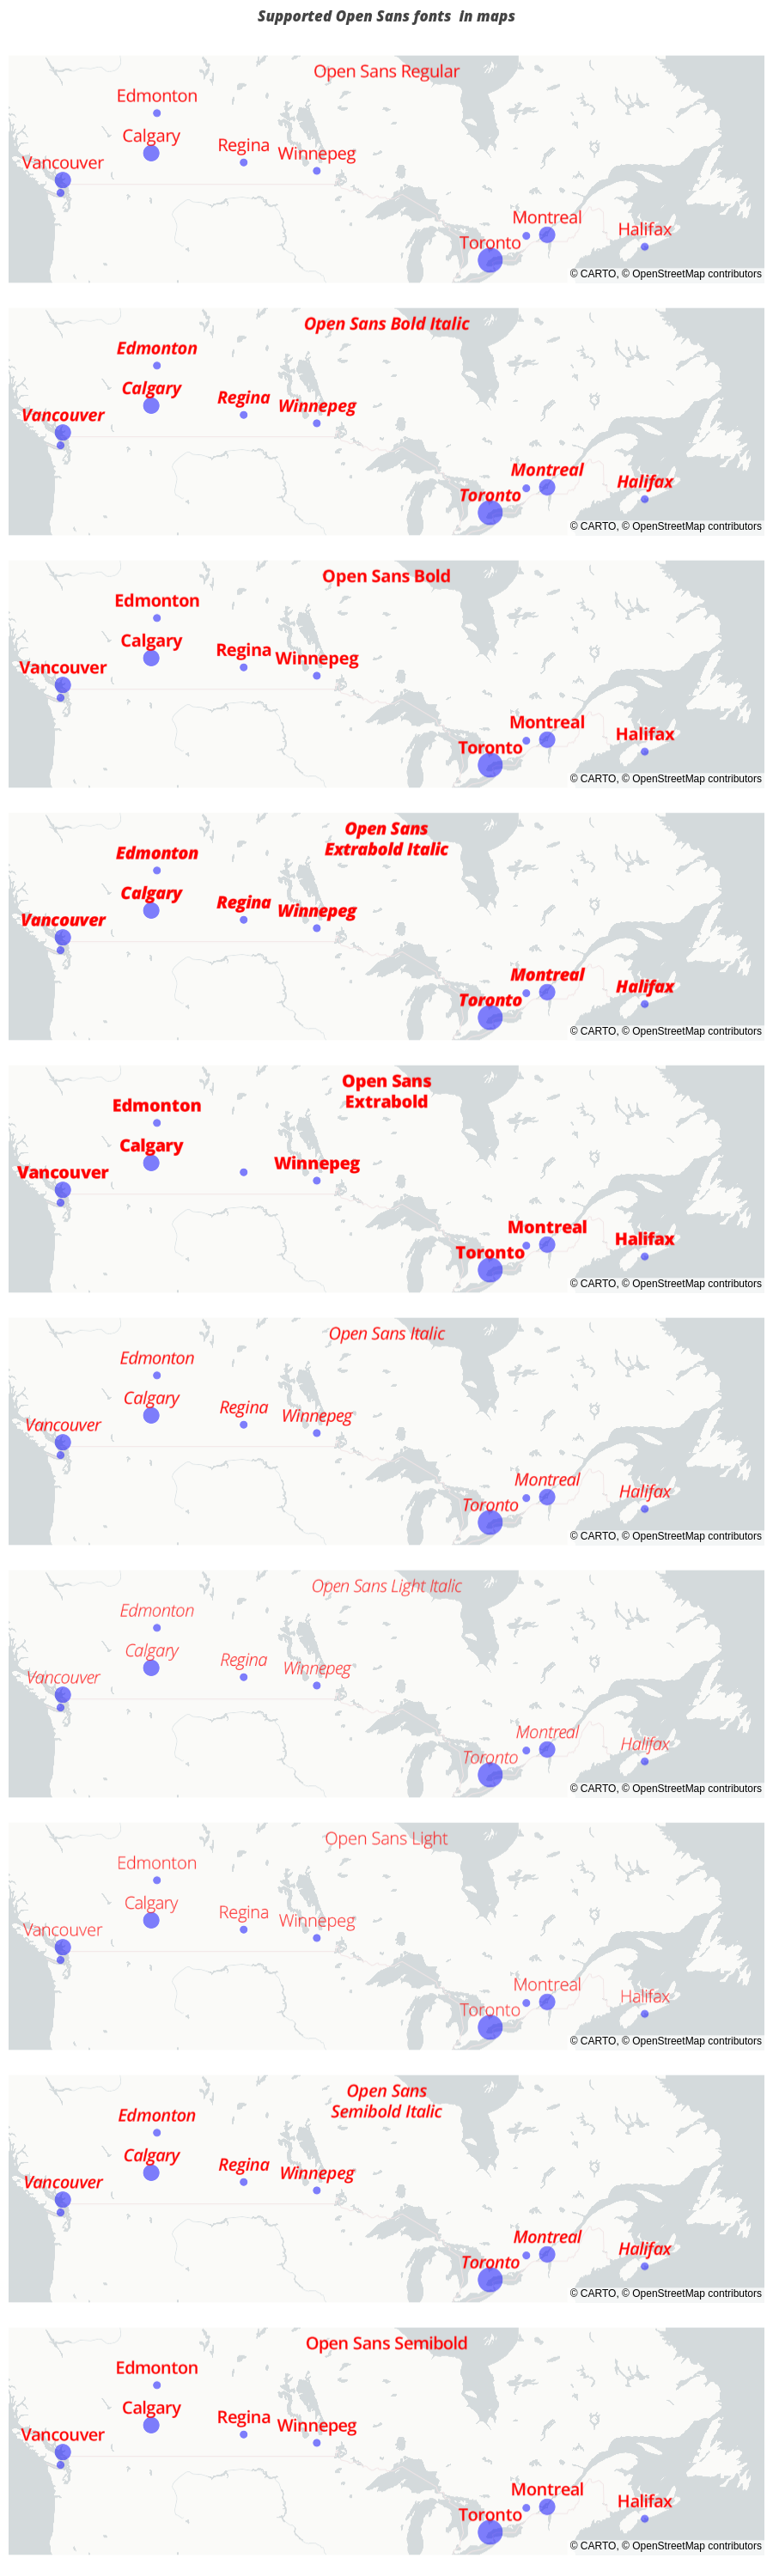 Supported Open Sans fonts in maps
Open Sans Regular
Edmonton
Calgary
Regina
Winnepeg
Vancouver
Montreal
Halifax
Toronto
© CARTO, © OpenStreetMap contributors
Open Sans Bold Italic
Edmonton
Calgary
Regina
Winnepeg
Vancouver
Montreal
Halifax
Toronto
© CARTO, © OpenStreetMap contributors
Open Sans Bold
Edmonton
Calgary
Regina
Winnepeg
Vancouver
Montreal
Halifax
Toronto
© CARTO, © OpenStreetMap contributors
Open Sans
Extrabold Italic
Edmonton
Calgary
Regina
Winnepeg
Vancouver
Montreal
Halifax
Toronto
© CARTO, © OpenStreetMap contributors
Open Sans
Extrabold
Edmonton
Calgary
Winnepeg
Vancouver
Montreal
Halifax
Toronto
© CARTO, © OpenStreetMap contributors
Open Sans Italic
Edmonton
Calgary
Regina
Winnepeg
Vancouver
Montreal
Halifax
Toronto
© CARTO, © OpenStreetMap contributors
Open Sans Light Italic
Edmonton
Calgary
Regina
Winnepeg
Vancouver
Montreal
Halifax
Toronto
© CARTO, © OpenStreetMap contributors
Open Sans Light
Edmonton
Calgary
Regina
Winnepeg
Vancouver
Montreal
Halifax
Toronto
© CARTO, © OpenStreetMap contributors
Open Sans
Semibold Italic
Edmonton
Calgary
Regina
Winnepeg
Vancouver
Montreal
Halifax
Toronto
© CARTO, © OpenStreetMap contributors
Open Sans Semibold
Edmonton
Calgary
Regina
Winnepeg
Vancouver
Montreal
Halifax
Toronto
© CARTO, © OpenStreetMap contributors